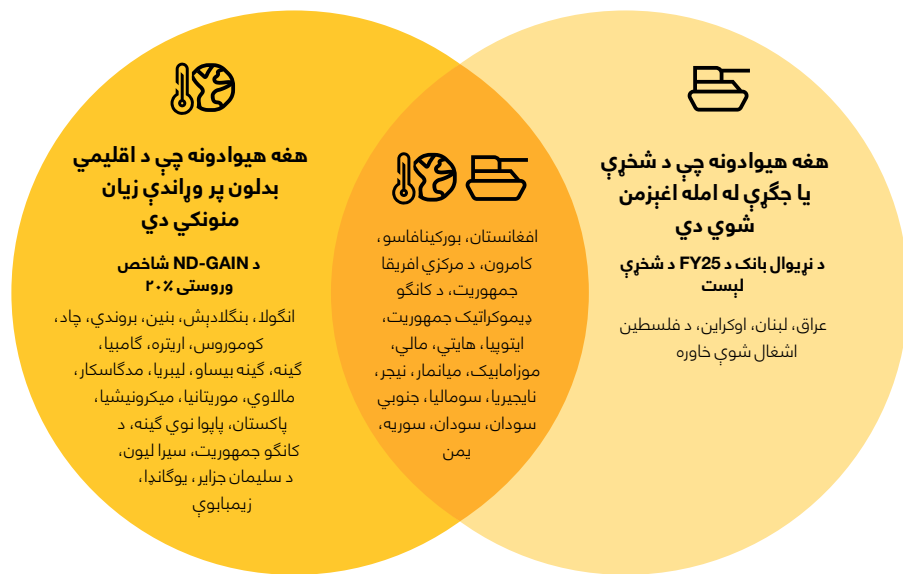 هغه هیوادونه چې د اقلیمي
بدلون پر وړاندې زیان
منونکي دي
د ND-GAIN شاخص
وروستی ۲۰٪
انګولا، بنګلادېش، بنین، بروندي، چاد،
کوموروس، اریتره، ګامبیا،
ګینه، ګینه بیساو، لیبریا، مدګاسکار،
مالاوي، موریتانیا، میکرونیشیا،
پاکستان، پاپوا نوي ګینه، د
کانګو جمهوریت، سیرا لیون،
د سلیمان جزایر، یوګانډا،
زیمبابوې
افغانستان، بورکینافاسو،
کامرون، د مرکزي افریقا
جمهوریت، د کانګو
ډیموکراتیک جمهوریت،
ایتوپیا، هایتي، مالي،
موزامابیک، میانمار، نیجر،
نایجیریا، سومالیا، جنوبي
سودان، سودان، سوریه،
یمن
هغه هیوادونه چې د شخړې
یا جګړې له امله اغېزمن
شوي دي
د نړیوال بانک د FY25 د شخړې
لېست
عراق، لبنان، اوکراین، د فلسطین
اشغال شوې خاوره